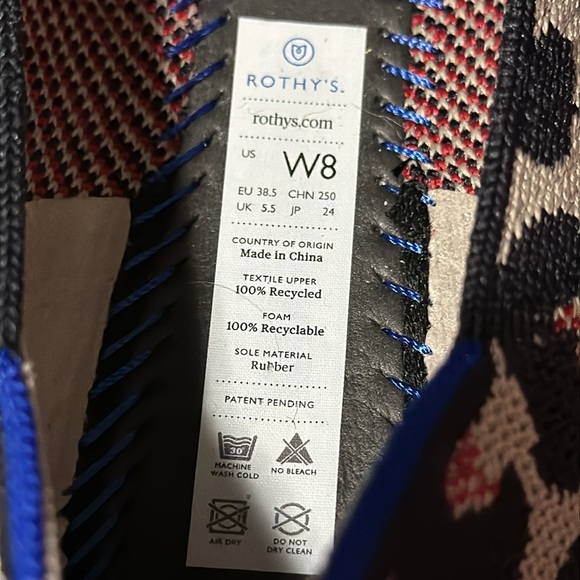 ROTHY'S.
rothys.com
US W8
EU 38.5 CHN 250
UK 5.5 JP 24
COUNTRY OF ORIGIN
Made in China
TEXTILE UPPER
100% Recycled
FOAM
100% Recyclable
SOLE MATERIAL
Rubber
PATENT PENDING
30°
MACHINE WASH COLD
NO BLEACH
AIR DRY
DO NOT DRY CLEAN